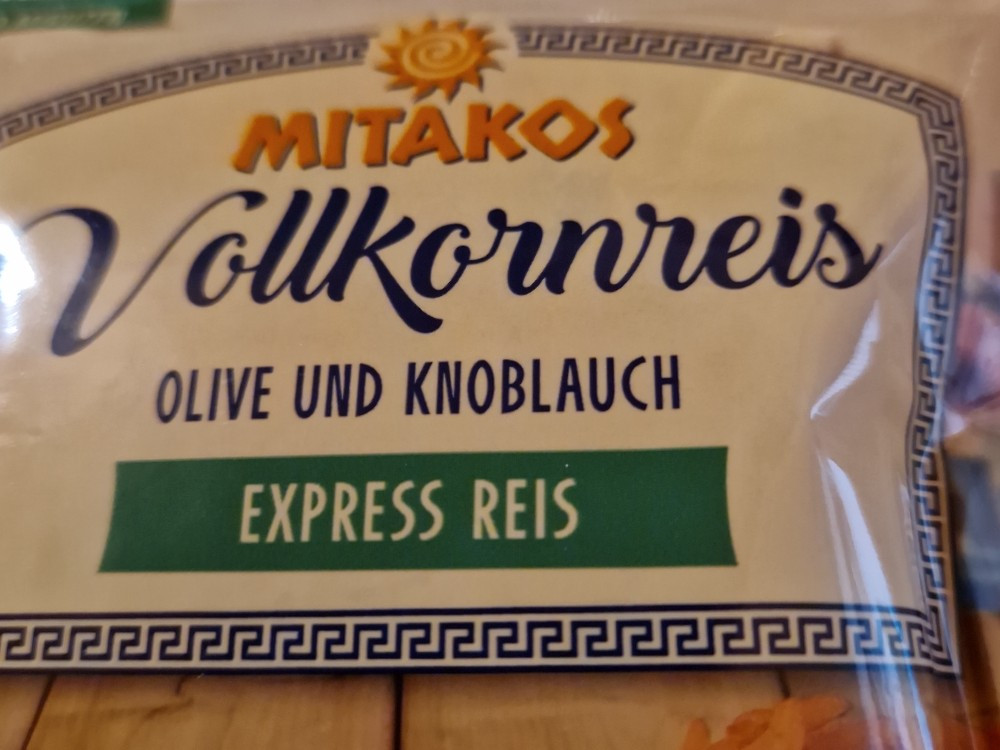 MITAKOS
Vollkornreis
OLIVE UND KNOBLAUCH
EXPRESS REIS